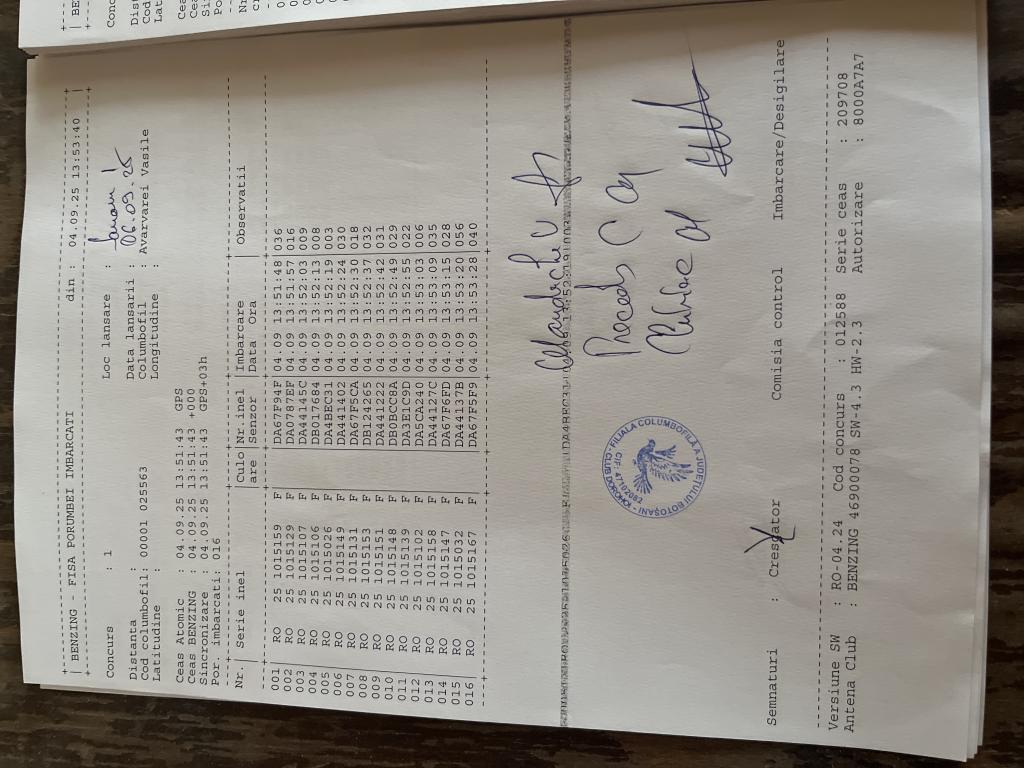 BENZING - FISA PORUMBEI IMBARCATI din : 04.09.25 13:53:40
Concurs : 1 Loc lansare :
Data lansarii : 06.09.25
Distanta : Columbofil : Avarvarei Vasile
Cod columbofil: 00001 025563 Longitudine :
Latitudine :
Ceas Atomic : 04.09.25 13:51:43 GPS
Ceas BENZING : 04.09.25 13:51:43 +000
Sincronizare : 04.09.25 13:51:43 GPS+03h
Por. imbarcati: 016
Nr. | Serie inel |Culo|Nr.inel |Imbarcare |Observatii
|are |Senzor |Data Ora
001 | RO 25 1015159 F | |DA67F94F|04.09 13:51:48|036
002 | RO 25 1015129 F | |DA0787EF|04.09 13:51:57|016
003 | RO 25 1015107 F | |DA44145C|04.09 13:52:03|009
004 | RO 25 1015106 F | |DB017684|04.09 13:52:13|008
005 | RO 25 1015026 F | |DA4BEC31|04.09 13:52:19|003
006 | RO 25 1015149 F | |DA441402|04.09 13:52:24|030
007 | RO 25 1015131 F | |DA67F5CA|04.09 13:52:30|018
008 | RO 25 1015153 F | |DB124265|04.09 13:52:37|032
009 | RO 25 1015151 F | |DA441222|04.09 13:52:42|031
010 | RO 25 1015148 F | |DB0BCC0A|04.09 13:52:49|029
011 | RO 25 1015139 F | |DA3E1C9D|04.09 13:52:55|022
012 | RO 25 1015102 F | |DA5CA24D|04.09 13:53:03|006
013 | RO 25 1015158 F | |DA44127C|04.09 13:53:09|035
014 | RO 25 1015147 F | |DA67F6FD|04.09 13:53:15|028
015 | RO 25 1015032 F | |DA44137B|04.09 13:53:20|056
016 | RO 25 1015167 F | |DA67F5F9|04.09 13:53:28|040
FILIALA COLUMBOFILĂ A JUDEŢULUI BOTOŞANI - CLUB
CIF: 47702082
Semnaturi : Crescator Comisia control Imbarcare/Desigilare
Versiune SW : RO-04.24 Cod concurs : 012588 Serie ceas : 209708
Antena Club : BENZING 46900078 SW-4.3 HW-2.3 Autorizare : 8000A7A7